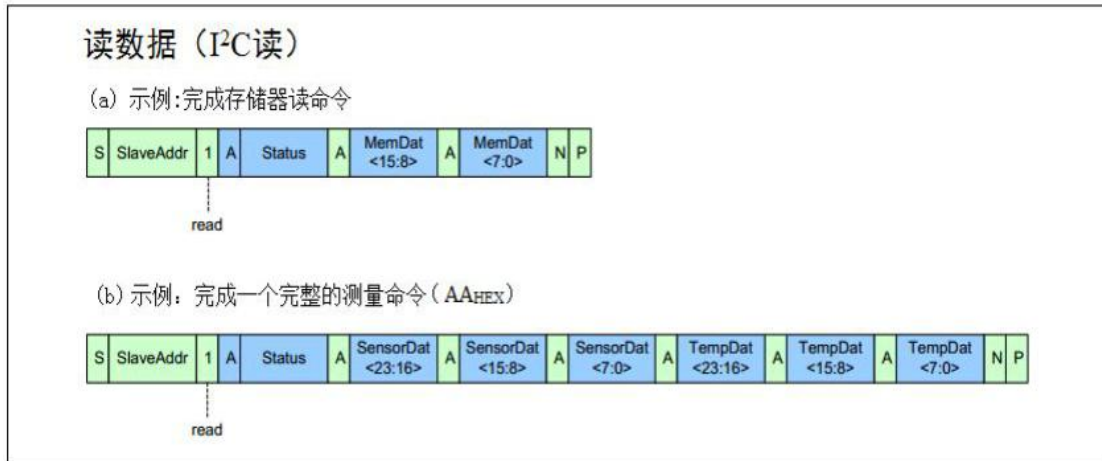 读数据（I²C读）
(a) 示例:完成存储器读命令
S SlaveAddr 1 A Status A MemDat <15:8> A MemDat <7:0> N P
read
(b) 示例：完成一个完整的测量命令(AAHEX)
S SlaveAddr 1 A Status A SensorDat <23:16> A SensorDat <15:8> A SensorDat <7:0> A TempDat <23:16> A TempDat <15:8> A TempDat <7:0> N P
read